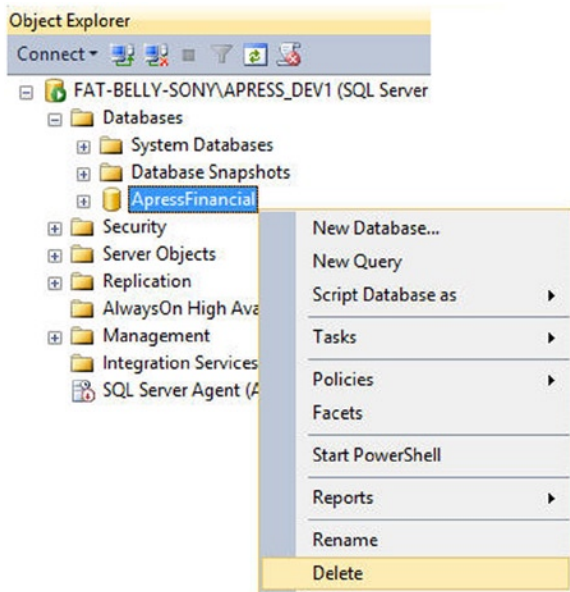 Object Explorer
Connect
FAT-BELLY-SONY\APRESS_DEV1 (SQL Server
Databases
System Databases
Database Snapshots
ApressFinancial
Security
Server Objects
Replication
AlwaysOn High Ava
Management
Integration Services
SQL Server Agent (A
New Database...
New Query
Script Database as
Tasks
Policies
Facets
Start PowerShell
Reports
Rename
Delete